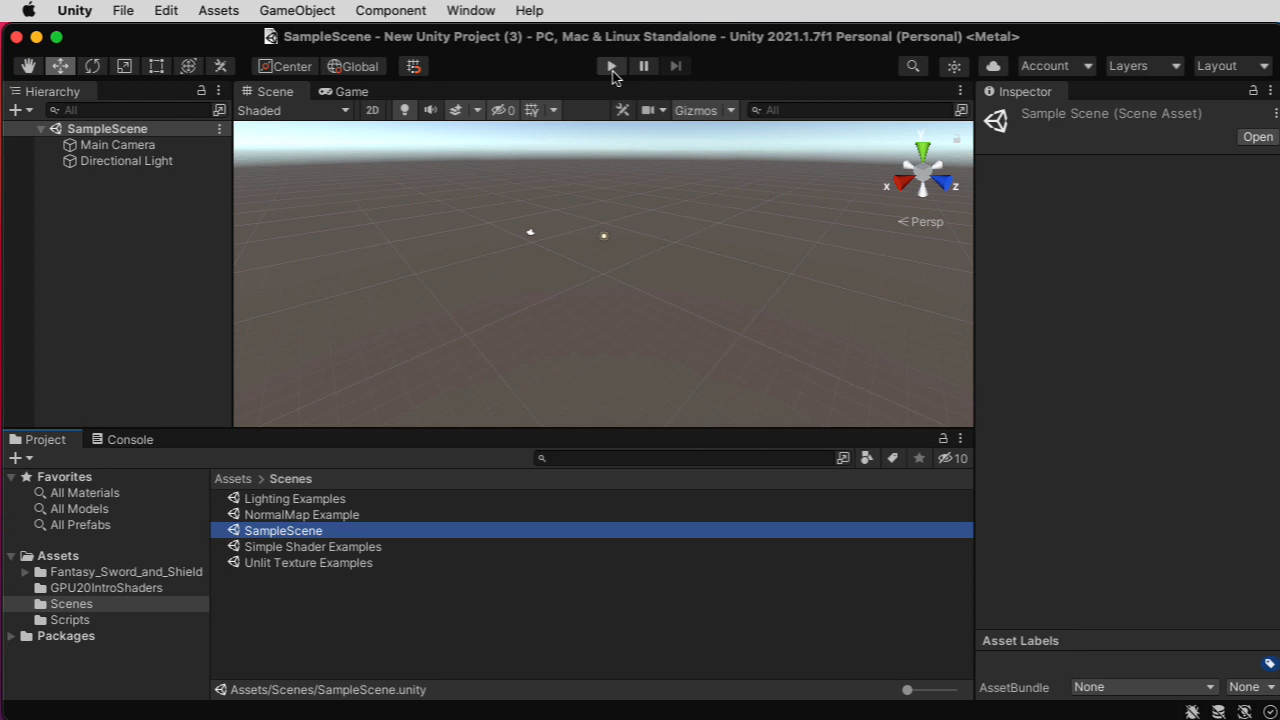 Unity File Edit Assets GameObject Component Window Help
SampleScene - New Unity Project (3) - PC, Mac & Linux Standalone - Unity 2021.1.7f1 Personal (Personal) <Metal>
Center Global Account Layers Layout
Hierarchy Scene Game Inspector
All Shaded 2D 0 Gizmos All Sample Scene (Scene Asset)
SampleScene Open
Main Camera
Directional Light
y
x z
Persp
Project Console
10
Favorites Assets > Scenes
All Materials Lighting Examples
All Models NormalMap Example
All Prefabs SampleScene
Simple Shader Examples
Assets Unlit Texture Examples
Fantasy_Sword_and_Shield
GPU20IntroShaders
Scenes
Scripts
Packages Asset Labels
Assets/Scenes/SampleScene.unity AssetBundle None None